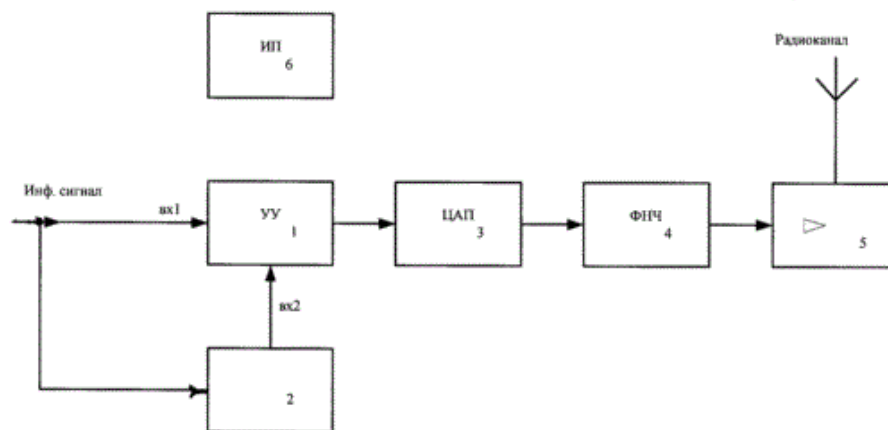 ИП
6
Радиоканал
Инф. сигнал
вх1
УУ
1
ЦАП
3
ФНЧ
4
5
вх2
2